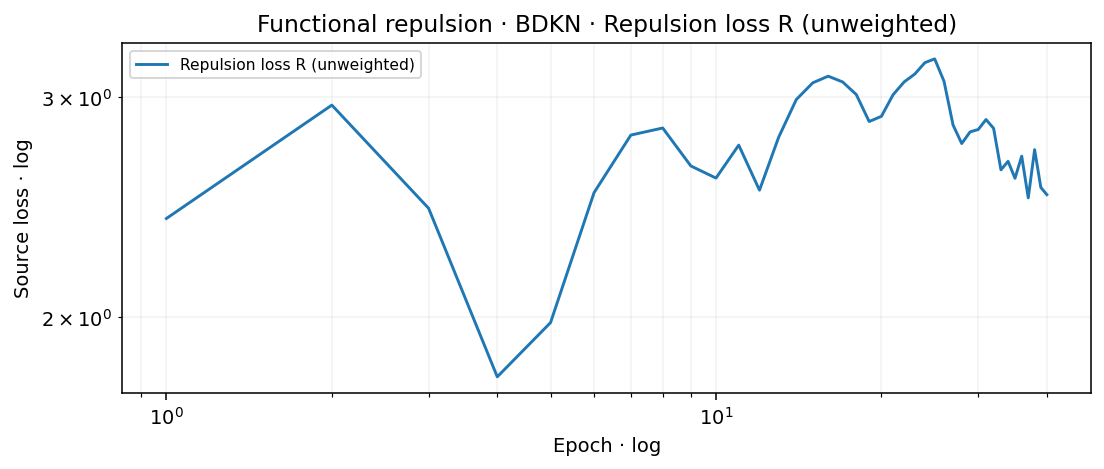 Functional repulsion · BDKN · Repulsion loss R (unweighted)
Repulsion loss R (unweighted)
3 × 10⁰
2 × 10⁰
Source loss · log
10⁰ 10¹
Epoch · log